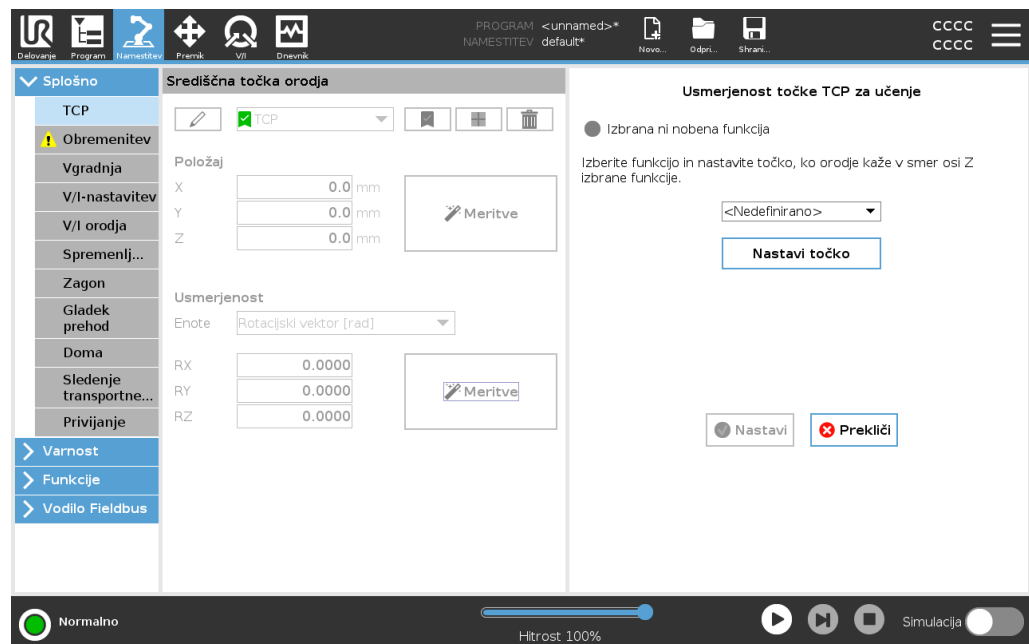 PROGRAM <unnamed>*
NAMESTITEV default*
Delovanje
Program
Namestitev
Premik
V/I
Dnevnik
Novo...
Odpri...
Shrani...
CCCC
CCCC
Splošno
TCP
Obremenitev
Vgradnja
V/I-nastavitev
V/I orodja
Spremenlj...
Zagon
Gladek
prehod
Doma
Sledenje
transportne...
Privijanje
Varnost
Funkcije
Vodilo Fieldbus
Središčna točka orodja
TCP
Položaj
X 0.0 mm
Y 0.0 mm
Z 0.0 mm
Meritve
Usmerjenost
Enote Rotacijski vektor [rad]
RX 0.0000
RY 0.0000
RZ 0.0000
Meritve
Usmerjenost točke TCP za učenje
Izbrana ni nobena funkcija
Izberite funkcijo in nastavite točko, ko orodje kaže v smer osi Z
izbrane funkcije.
<Nedefinirano>
Nastavi točko
Nastavi
Prekliči
Normalno
Hitrost 100%
Simulacija